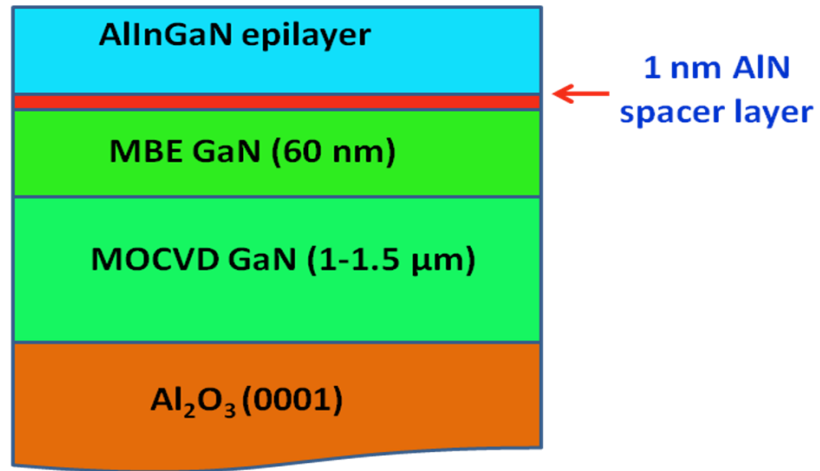 AlInGaN epilayer
1 nm AlN
spacer layer
MBE GaN (60 nm)
MOCVD GaN (1-1.5 µm)
Al₂O₃ (0001)